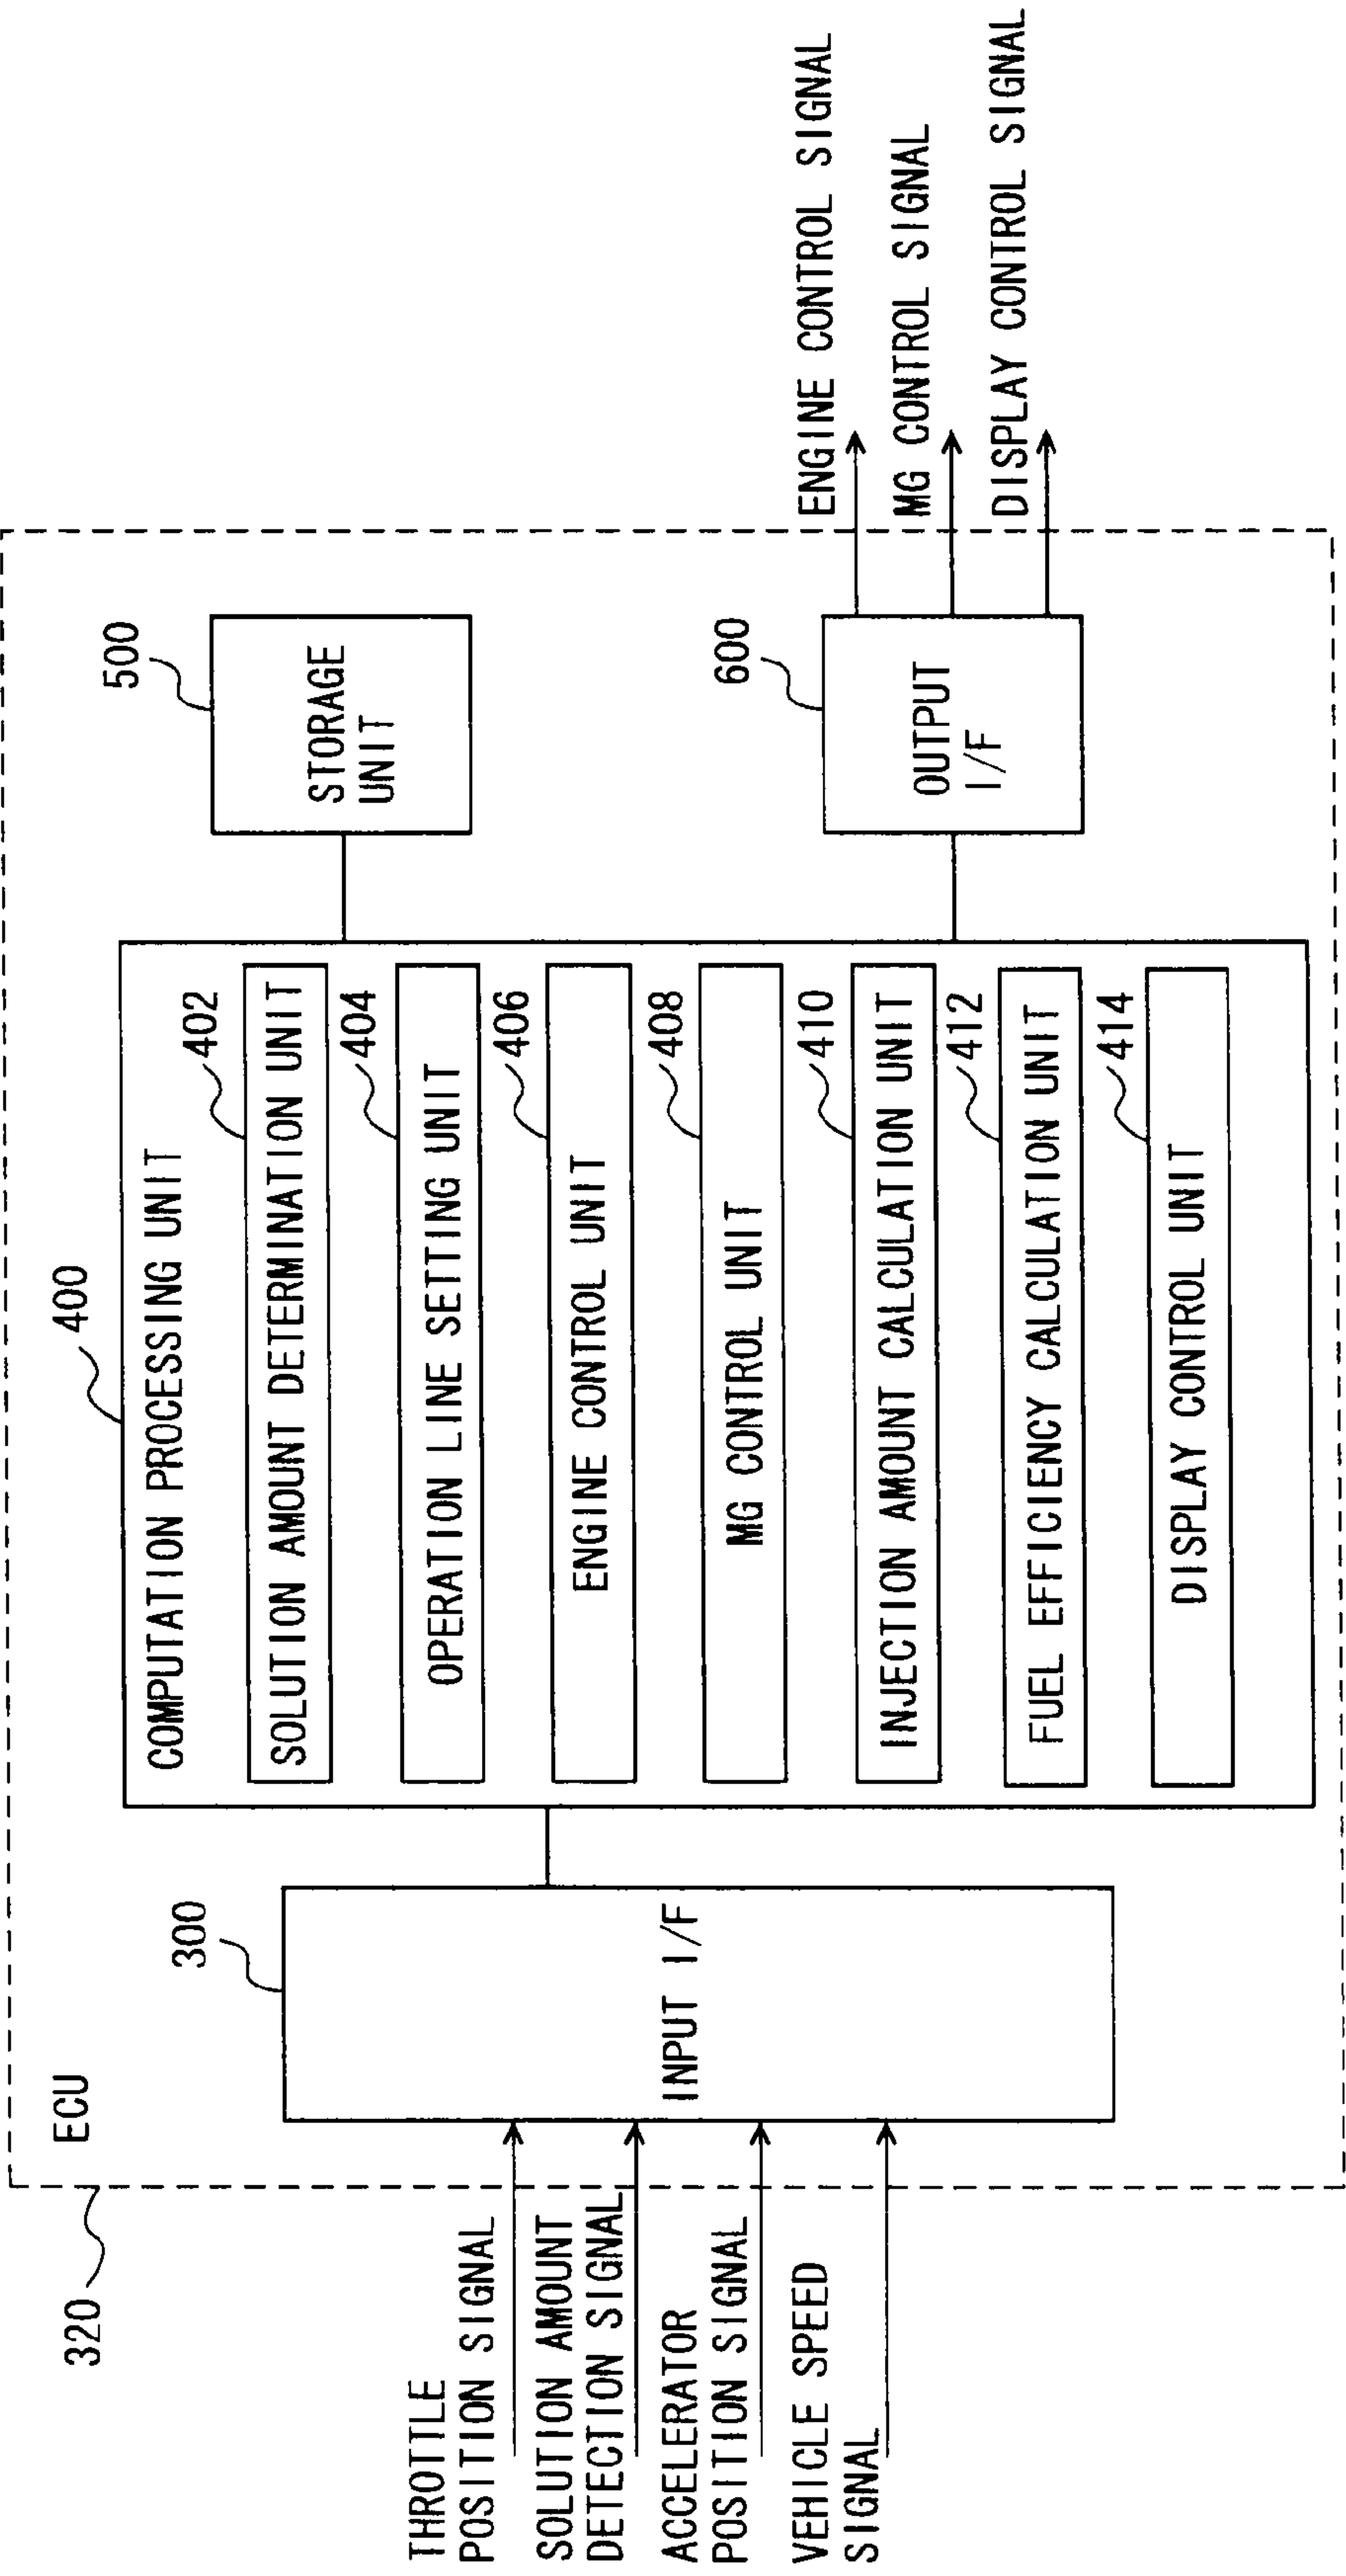 320
ECU
THROTTLE
POSITION SIGNAL
SOLUTION AMOUNT
DETECTION SIGNAL
ACCELERATOR
POSITION SIGNAL
VEHICLE SPEED
SIGNAL
300
INPUT I/F
400
COMPUTATION PROCESSING UNIT
402
SOLUTION AMOUNT DETERMINATION UNIT
404
OPERATION LINE SETTING UNIT
406
ENGINE CONTROL UNIT
408
MG CONTROL UNIT
410
INJECTION AMOUNT CALCULATION UNIT
412
FUEL EFFICIENCY CALCULATION UNIT
414
DISPLAY CONTROL UNIT
500
STORAGE
UNIT
600
OUTPUT
I/F
ENGINE CONTROL SIGNAL
MG CONTROL SIGNAL
DISPLAY CONTROL SIGNAL